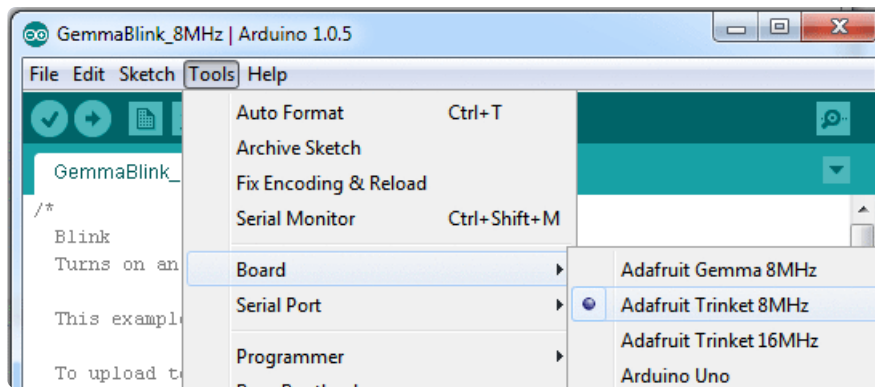 GemmaBlink_8MHz | Arduino 1.0.5
File Edit Sketch Tools Help
Auto Format Ctrl+T
Archive Sketch
GemmaBlink_
Fix Encoding & Reload
/*
Serial Monitor Ctrl+Shift+M
Blink
Turns on an
Board
Adafruit Gemma 8MHz
Serial Port
Adafruit Trinket 8MHz
This example
Adafruit Trinket 16MHz
Programmer
To upload
Arduino Uno